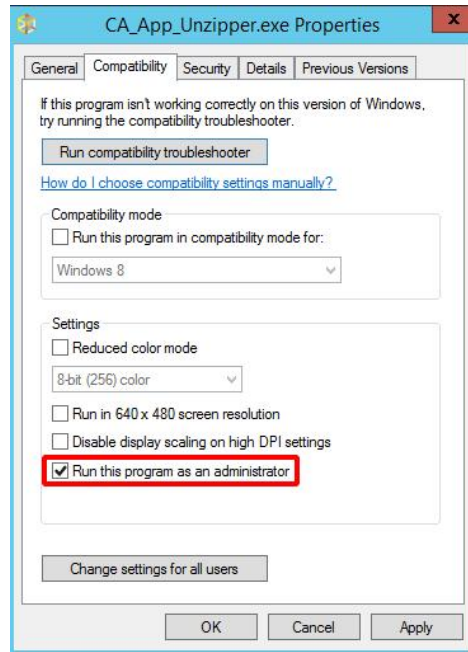 CA_App_Unzipper.exe Properties
x
General Compatibility Security Details Previous Versions
If this program isn't working correctly on this version of Windows,
try running the compatibility troubleshooter.
Run compatibility troubleshooter
How do I choose compatibility settings manually?
Compatibility mode
Run this program in compatibility mode for:
Windows 8
Settings
Reduced color mode
8-bit (256) color
Run in 640 x 480 screen resolution
Disable display scaling on high DPI settings
Run this program as an administrator
Change settings for all users
OK Cancel Apply